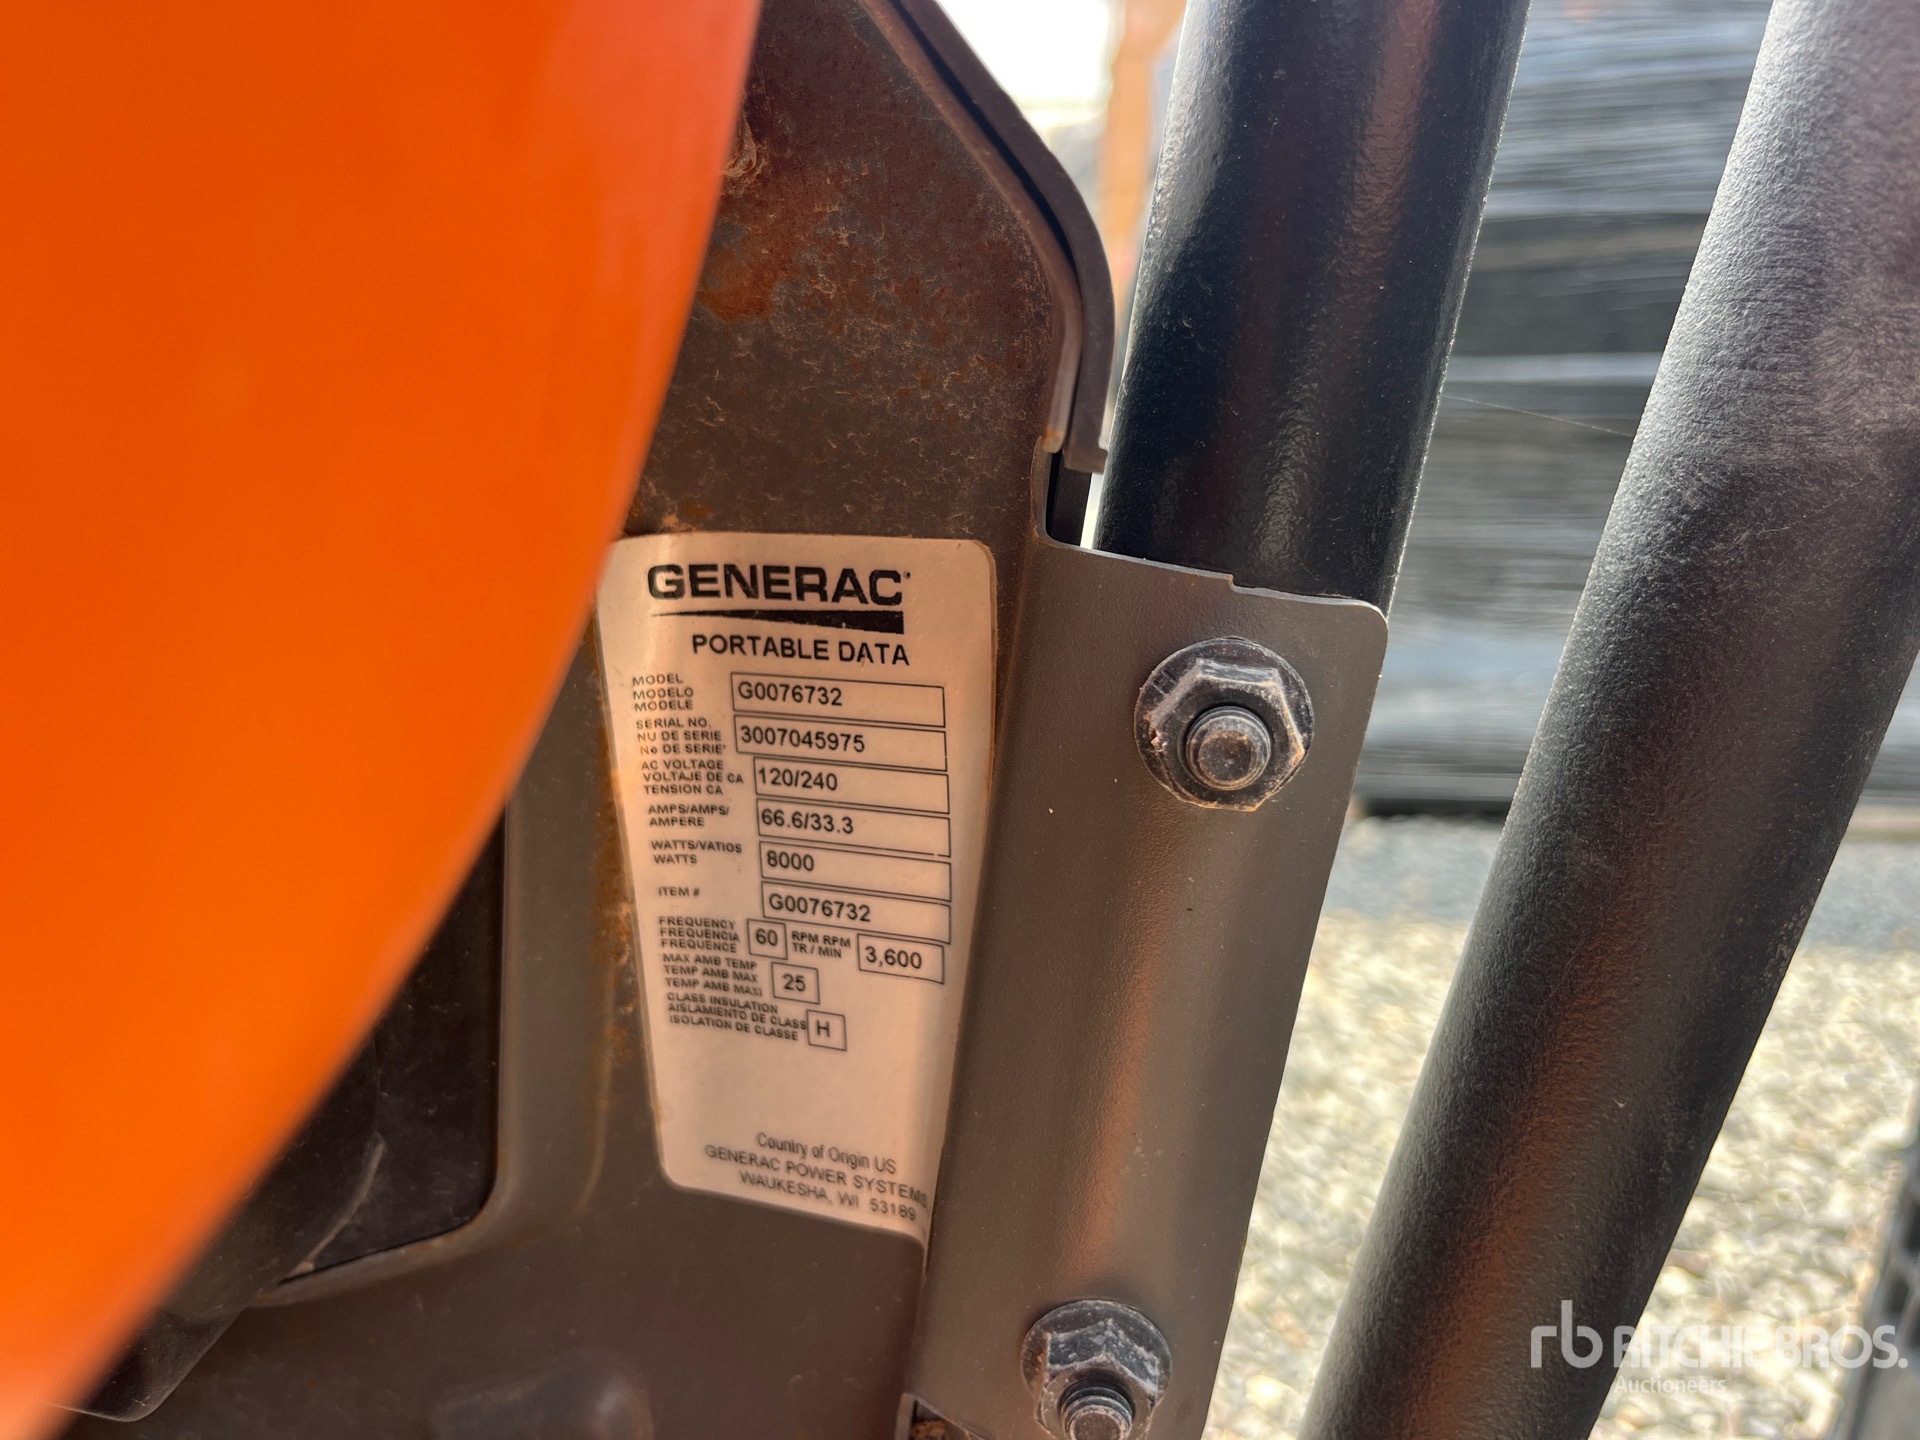 GENERAC
PORTABLE DATA
MODEL
MODELO
MODELE
G0076732
SERIAL NO.
NU DE SERIE
No DE SERIE'
3007045975
AC VOLTAGE
VOLTAJE DE CA
TENSION CA
120/240
AMPS/AMPS/
AMPERE
66.6/33.3
WATTS/VATIOS
WATTS
8000
ITEM #
G0076732
FREQUENCY
FREQUENCIA
FREQUENCE
60
RPM RPM
TR / MIN
3,600
MAX AMB TEMP
TEMP AMB MAX
TEMP AMB MAXI
25
CLASS INSULATION
AISLAMIENTO DE CLASS
ISOLATION DE CLASSE
H
Country of Origin US
GENERAC POWER SYSTEMS
WAUKESHA, WI 53189
rb RITCHIE BROS.
Auctioneers